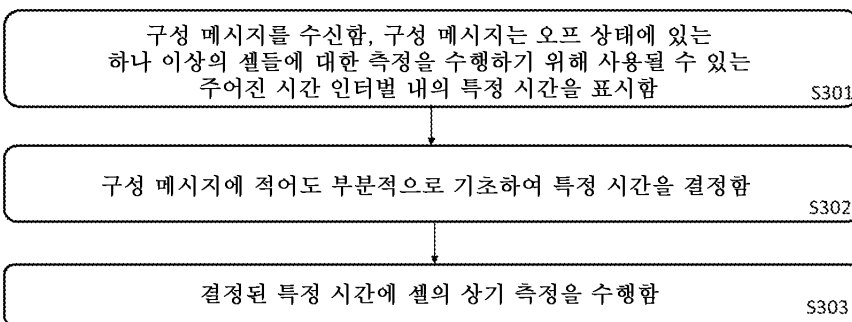 구성 메시지를 수신함, 구성 메시지는 오프 상태에 있는
하나 이상의 셀들에 대한 측정을 수행하기 위해 사용될 수 있는
주어진 시간 인터벌 내의 특정 시간을 표시함
S301
구성 메시지에 적어도 부분적으로 기초하여 특정 시간을 결정함
S302
결정된 특정 시간에 셀의 상기 측정을 수행함
S303